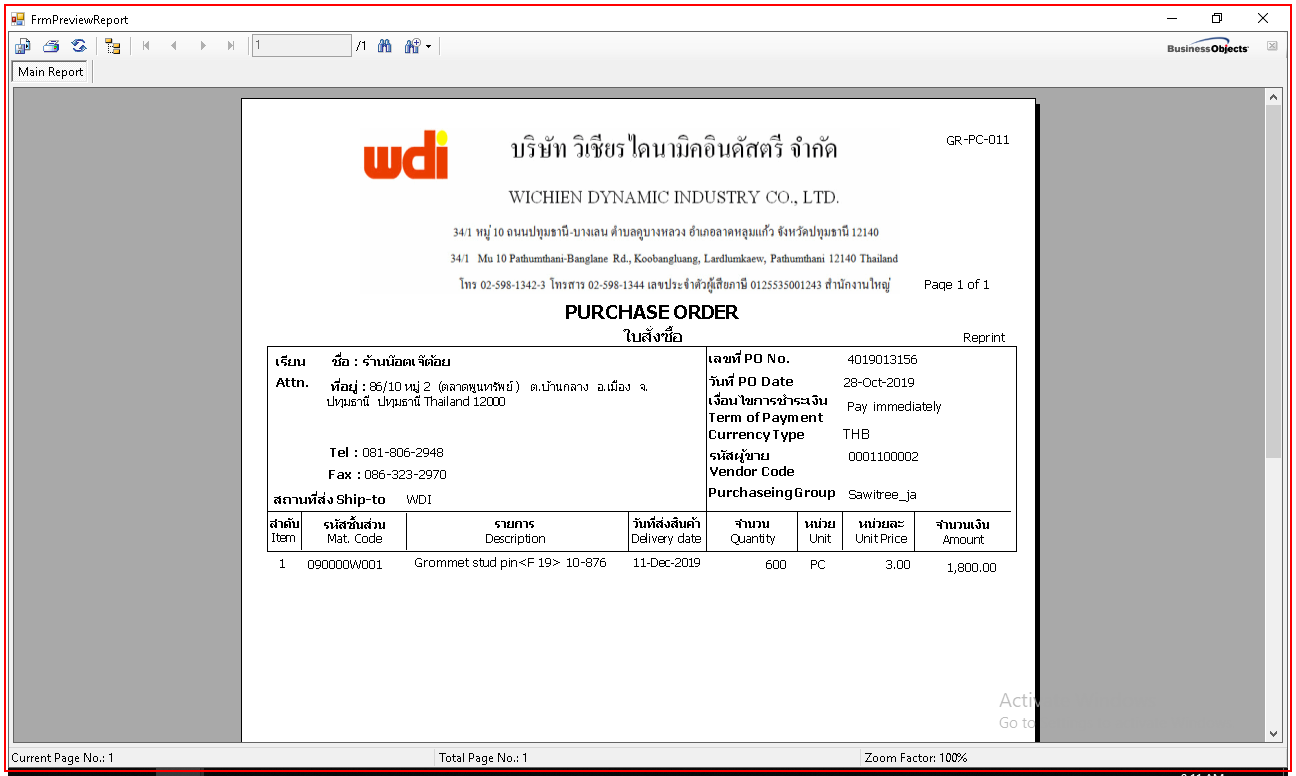 FrmPreviewReport
1 /1
BusinessObjects
Main Report
wdi
บริษัท วิเชียรไดนามิคอินดัสตรี จำกัด
GR-PC-011
WICHIEN DYNAMIC INDUSTRY CO., LTD.
34/1 หมู่ 10 ถนนปทุมธานี-บางเลน ตำบลคูบางหลวง อำเภอลาดหลุมแก้ว จังหวัดปทุมธานี 12140
34/1 Mu 10 Pathumthani-Banglane Rd., Koobangluang, Lardlumkaew, Pathumthani 12140 Thailand
โทร 02-598-1342-3 โทรสาร 02-598-1344 เลขประจำตัวผู้เสียภาษี 0125535001243 สำนักงานใหญ่
Page 1 of 1
PURCHASE ORDER
ใบสั่งซื้อ
Reprint
เรียน ชื่อ : ร้านน๊อตเจ๊ต้อย
Attn. ที่อยู่ : 86/10 หมู่ 2 (ตลาดพูนทรัพย์ ) ต.บ้านกลาง อ.เมือง จ.
ปทุมธานี ปทุมธานี Thailand 12000
Tel : 081-806-2948
Fax : 086-323-2970
สถานที่ส่ง Ship-to WDI
เลขที่ PO No. 4019013156
วันที่ PO Date 28-Oct-2019
เงื่อนไขการชำระเงิน
Term of Payment Pay immediately
Currency Type THB
รหัสผู้ขาย 0001100002
Vendor Code
Purchaseing Group Sawitree_ja
ลำดับ รหัสชิ้นส่วน รายการ วันที่ส่งสินค้า จำนวน หน่วย หน่วยละ จำนวนเงิน
Item Mat. Code Description Delivery date Quantity Unit Unit Price Amount
1 090000W001 Grommet stud pin<F 19> 10-876 11-Dec-2019 600 PC 3.00 1,800.00
Go to
Current Page No.: 1 Total Page No.: 1 Zoom Factor: 100%